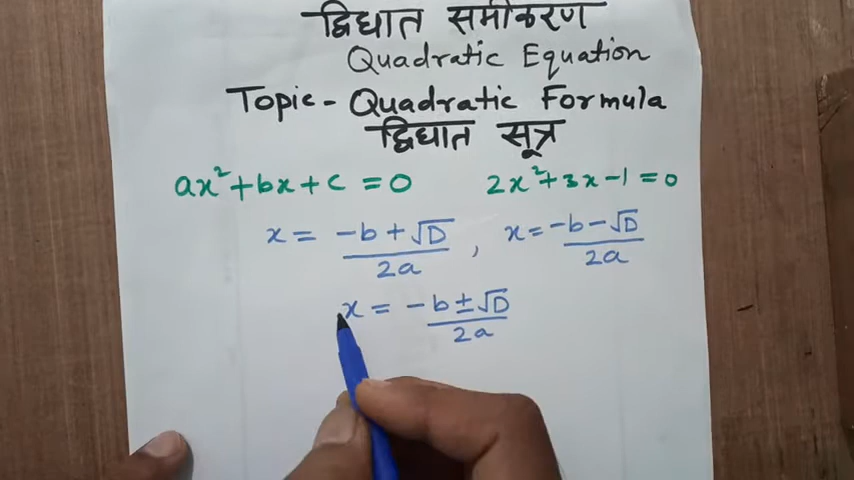 द्विघात समीकरण
Quadratic Equation
Topic - Quadratic Formula
द्विघात सूत्र
ax²+bx+c=0 2x²+3x-1=0
x = (-b+√D)/2a , x = (-b-√D)/2a
x = (-b±√D)/2a